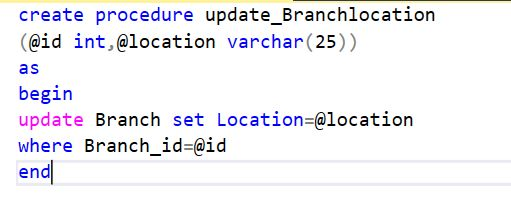 create procedure update_Branchlocation
(@id int,@location varchar(25))
as
begin
update Branch set Location=@location
where Branch_id=@id
end